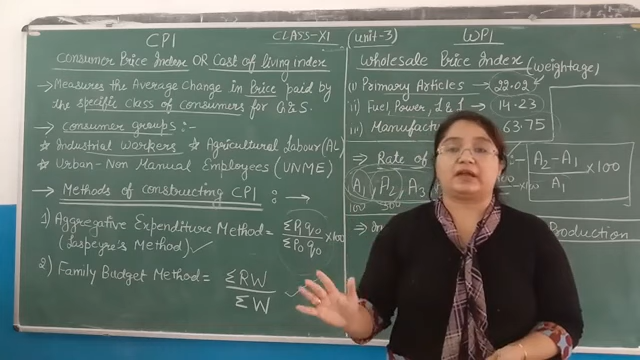 CPI
CLASS-XI
(unit-3)
WPI
Consumer Price Index OR Cost of living index
→ Measures the Average Change in Price paid by
the specific class of consumers for G & S.
→ consumer groups :-
★ Industrial Workers ★ Agricultural Labour (AL)
★ Urban-Non Manual Employees (UNME)
→ Methods of constructing CPI : →
1) Aggregative Expenditure Method = ΣP₁q₀ / ΣP₀q₀ × 100
(Laspeyre's Method) ✓
2) Family Budget Method = ΣRW / ΣW
Wholesale Price Index (weightage)
(i) Primary Articles → 22.02
(ii) Fuel, Power, L & L → 14.23
(iii) Manufact 63.75
→ Rate of
A₂ - A₁ / A₁ × 100
A₁, A₂, A₃
100
Production